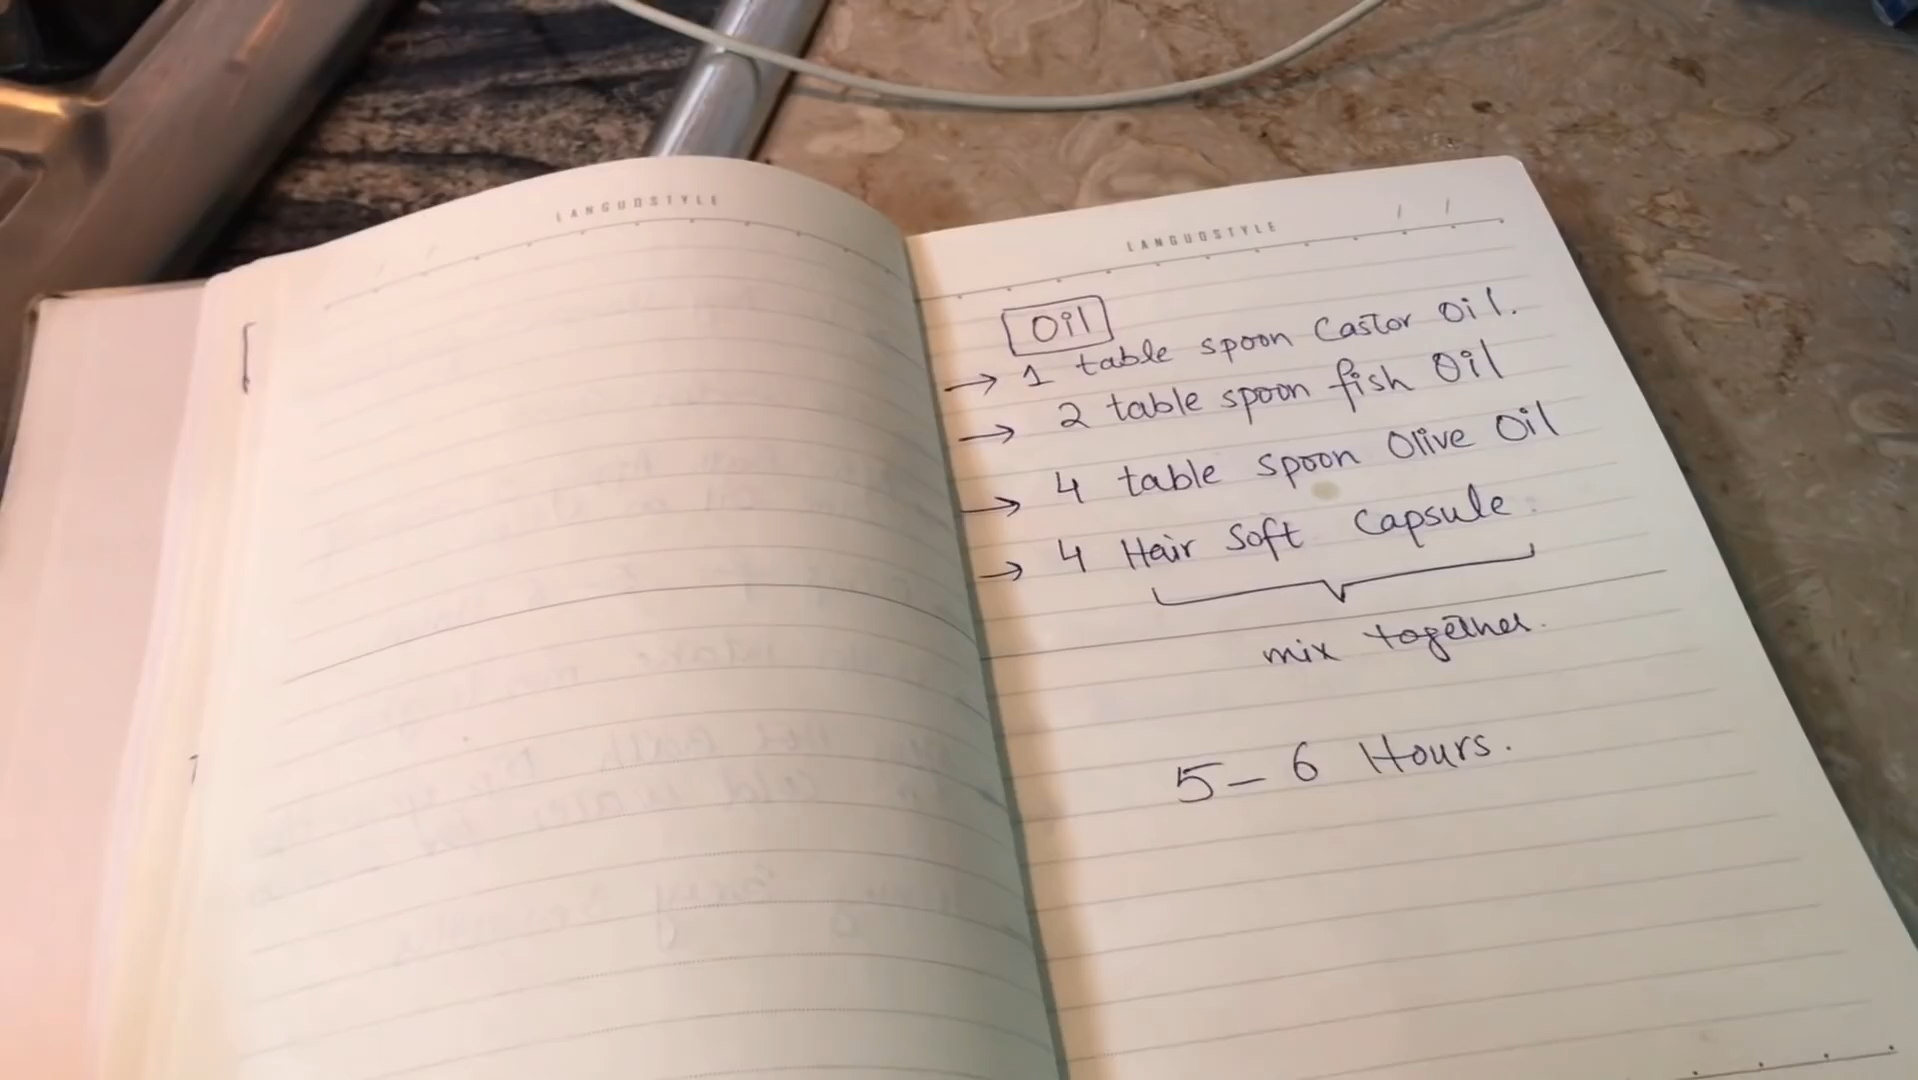 LANGUOSTYLE
LANGUOSTYLE
Oil
→ 1 table spoon Castor Oil.
→ 2 table spoon fish Oil
→ 4 table spoon Olive Oil
→ 4 Hair Soft Capsule.
mix together.
5-6 Hours.